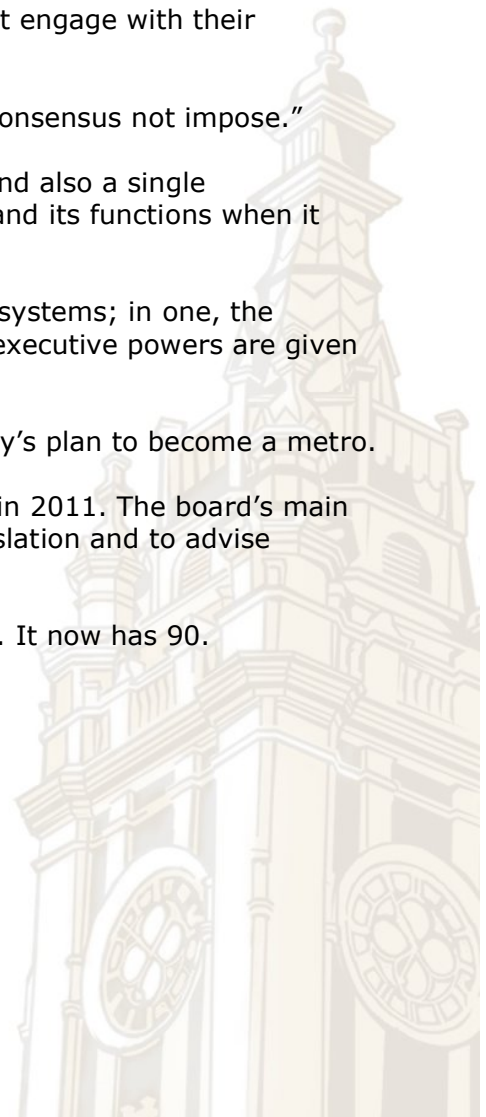 t engage with their
onsensus not impose.”
nd also a single
and its functions when it
systems; in one, the
executive powers are given
y’s plan to become a metro.
in 2011. The board’s main
slation and to advise
. It now has 90.